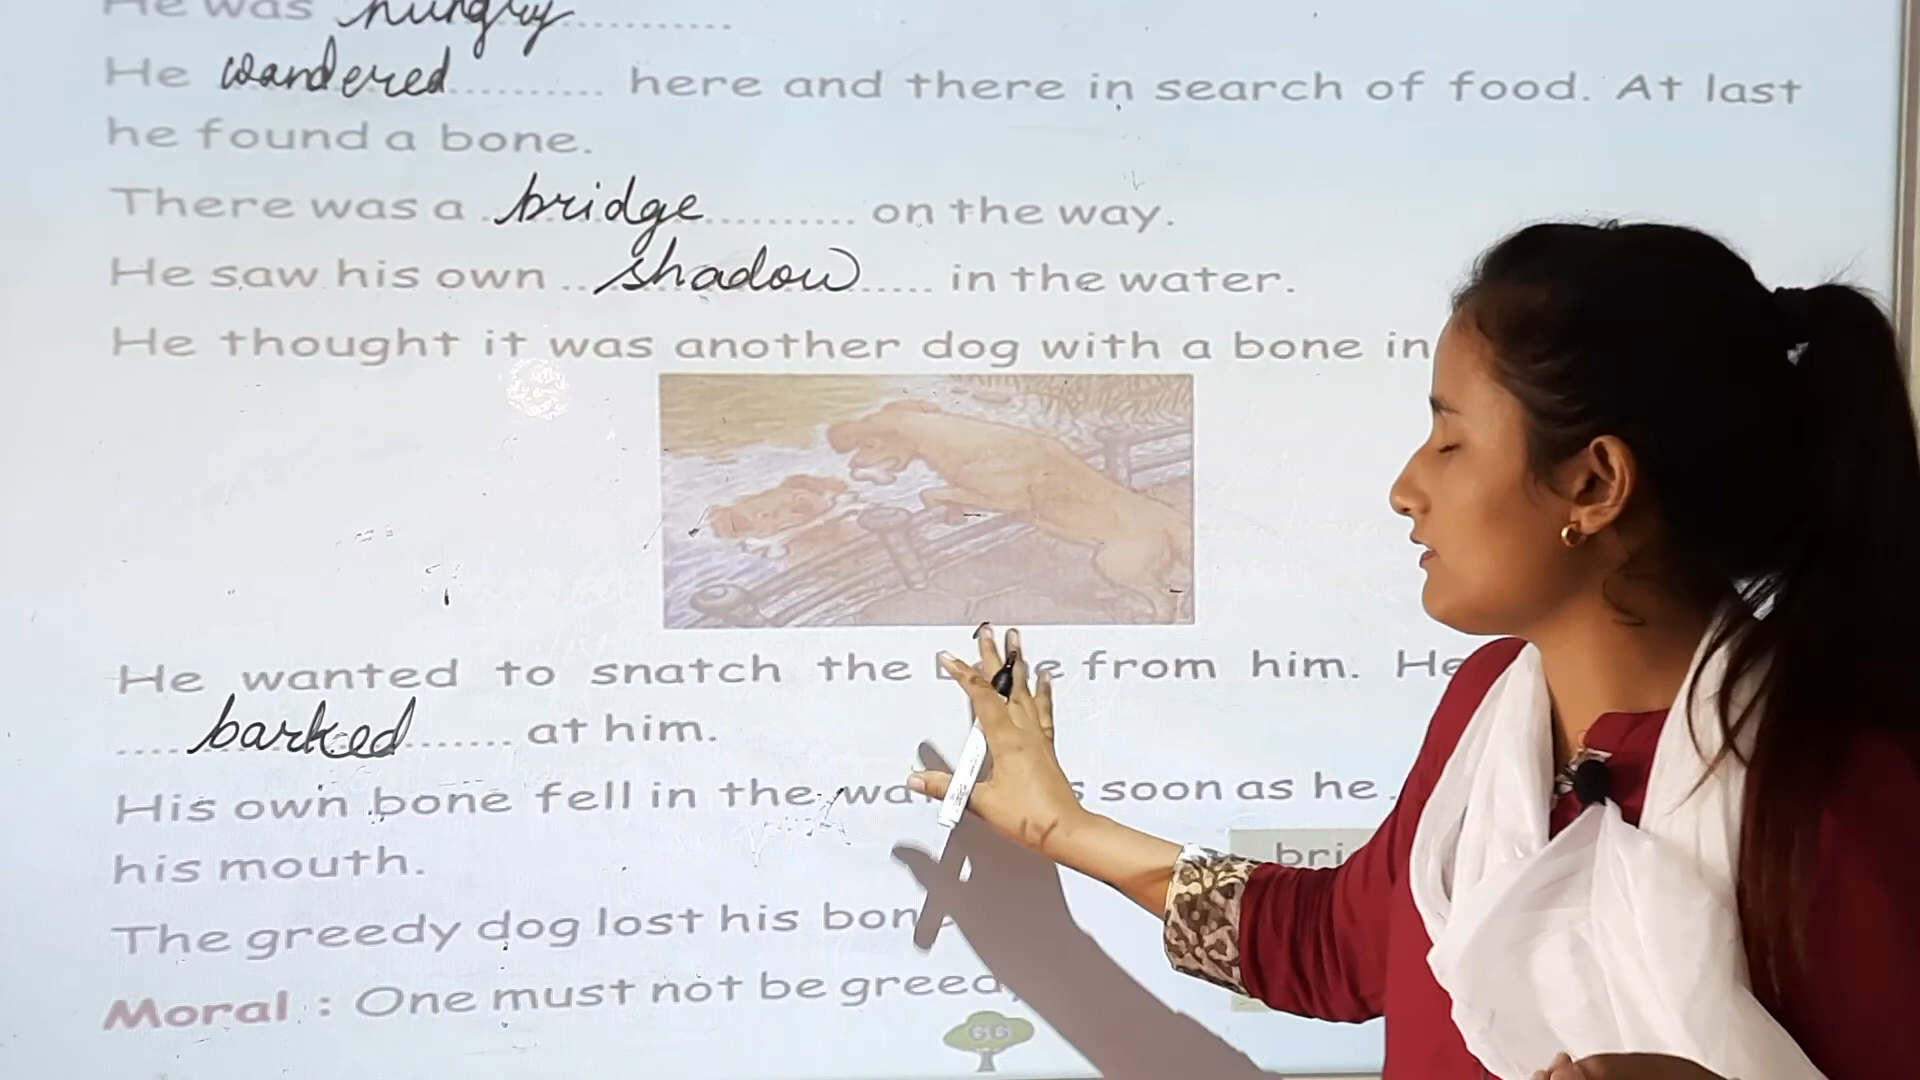 He was hungry............
He wandered.......... here and there in search of food. At last
he found a bone.
There was a .bridge.......... on the way.
He saw his own ..shadow..... in the water.
He thought it was another dog with a bone in
He wanted to snatch the from him. He
....barked....... at him.
His own bone fell in the soon as he
his mouth.
The greedy dog lost his
Moral : One must not be
66